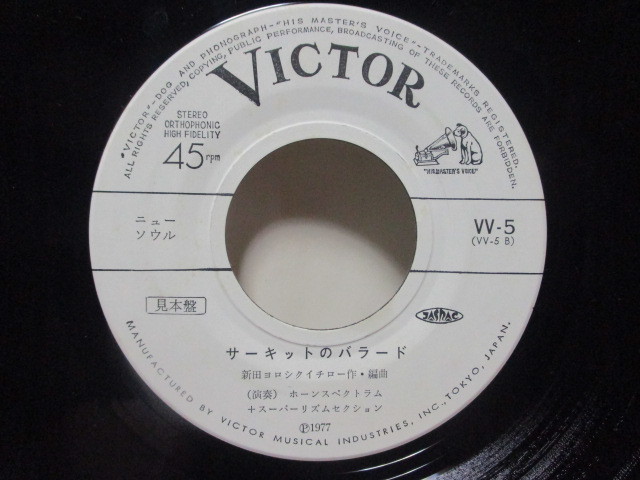 "VICTOR"-DOG AND PHONOGRAPH-"HIS MASTER'S VOICE"-TRADEMARKS REGISTERED.
ALL RIGHTS RESERVED, COPYING, PUBLIC PERFORMANCE, BROADCASTING OF THESE RECORDS ARE FORBIDDEN.
VICTOR
STEREO
ORTHOPHONIC
HIGH FIDELITY
45 rpm
"HIS MASTER'S VOICE"
ニュー
ソウル
VV-5
(VV-5 B)
見本盤
JASRAC
サーキットのバラード
新田ヨロシクイチロー作・編曲
(演奏) ホーンスペクトラム
+スーパーリズムセクション
Ⓟ1977
MANUFACTURED BY VICTOR MUSICAL INDUSTRIES, INC., TOKYO, JAPAN.